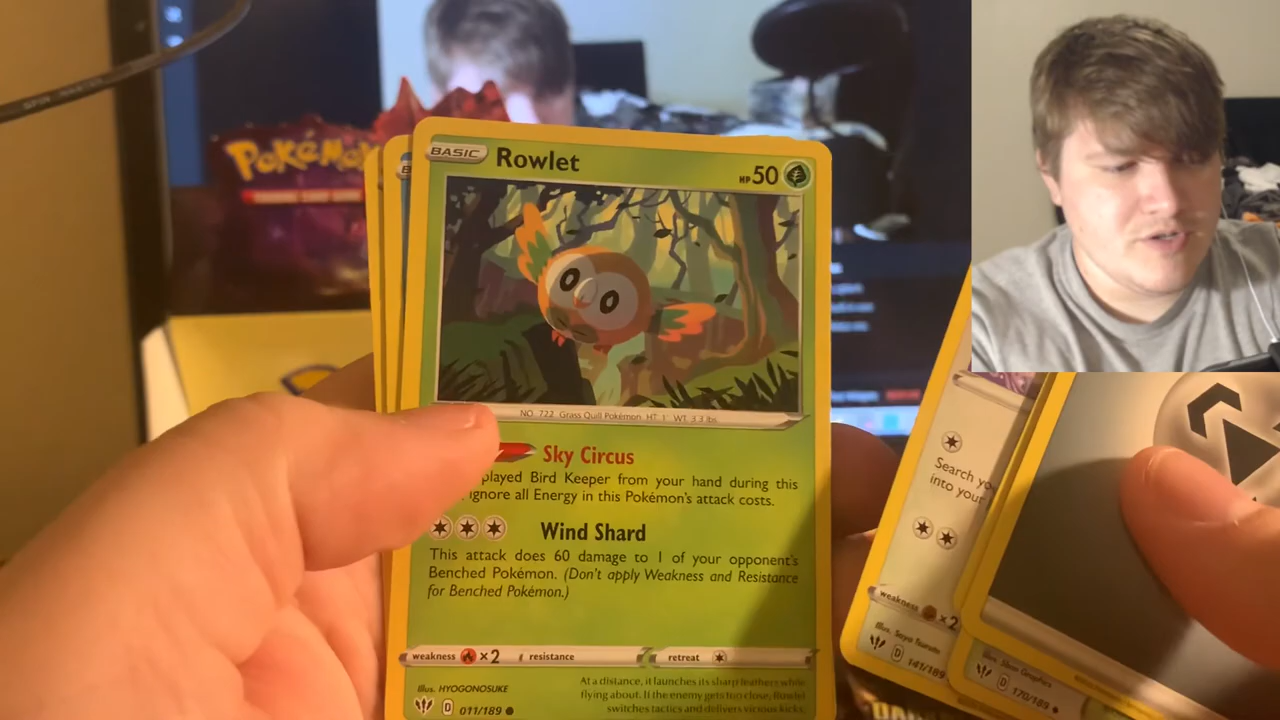 POKéMON
BASIC Rowlet HP 50
NO. 722 Grass Quill Pokémon HT 1' WT 3.3 lbs
Sky Circus
played Bird Keeper from your hand during this
ignore all Energy in this Pokémon's attack costs.
Wind Shard
This attack does 60 damage to 1 of your opponent's
Benched Pokémon. (Don't apply Weakness and Resistance
for Benched Pokémon.)
weakness ×2 resistance retreat
Illus. HYOGONOSUKE
D 011/189
At a distance, it launches its sharp feathers while
flying about. If the enemy gets too close, Rowlet
switches tactics and delivers vicious kicks.
Search yo
into your
weakness ×2
Illus. Saya Tsuruta
D 141/189
D 170/189